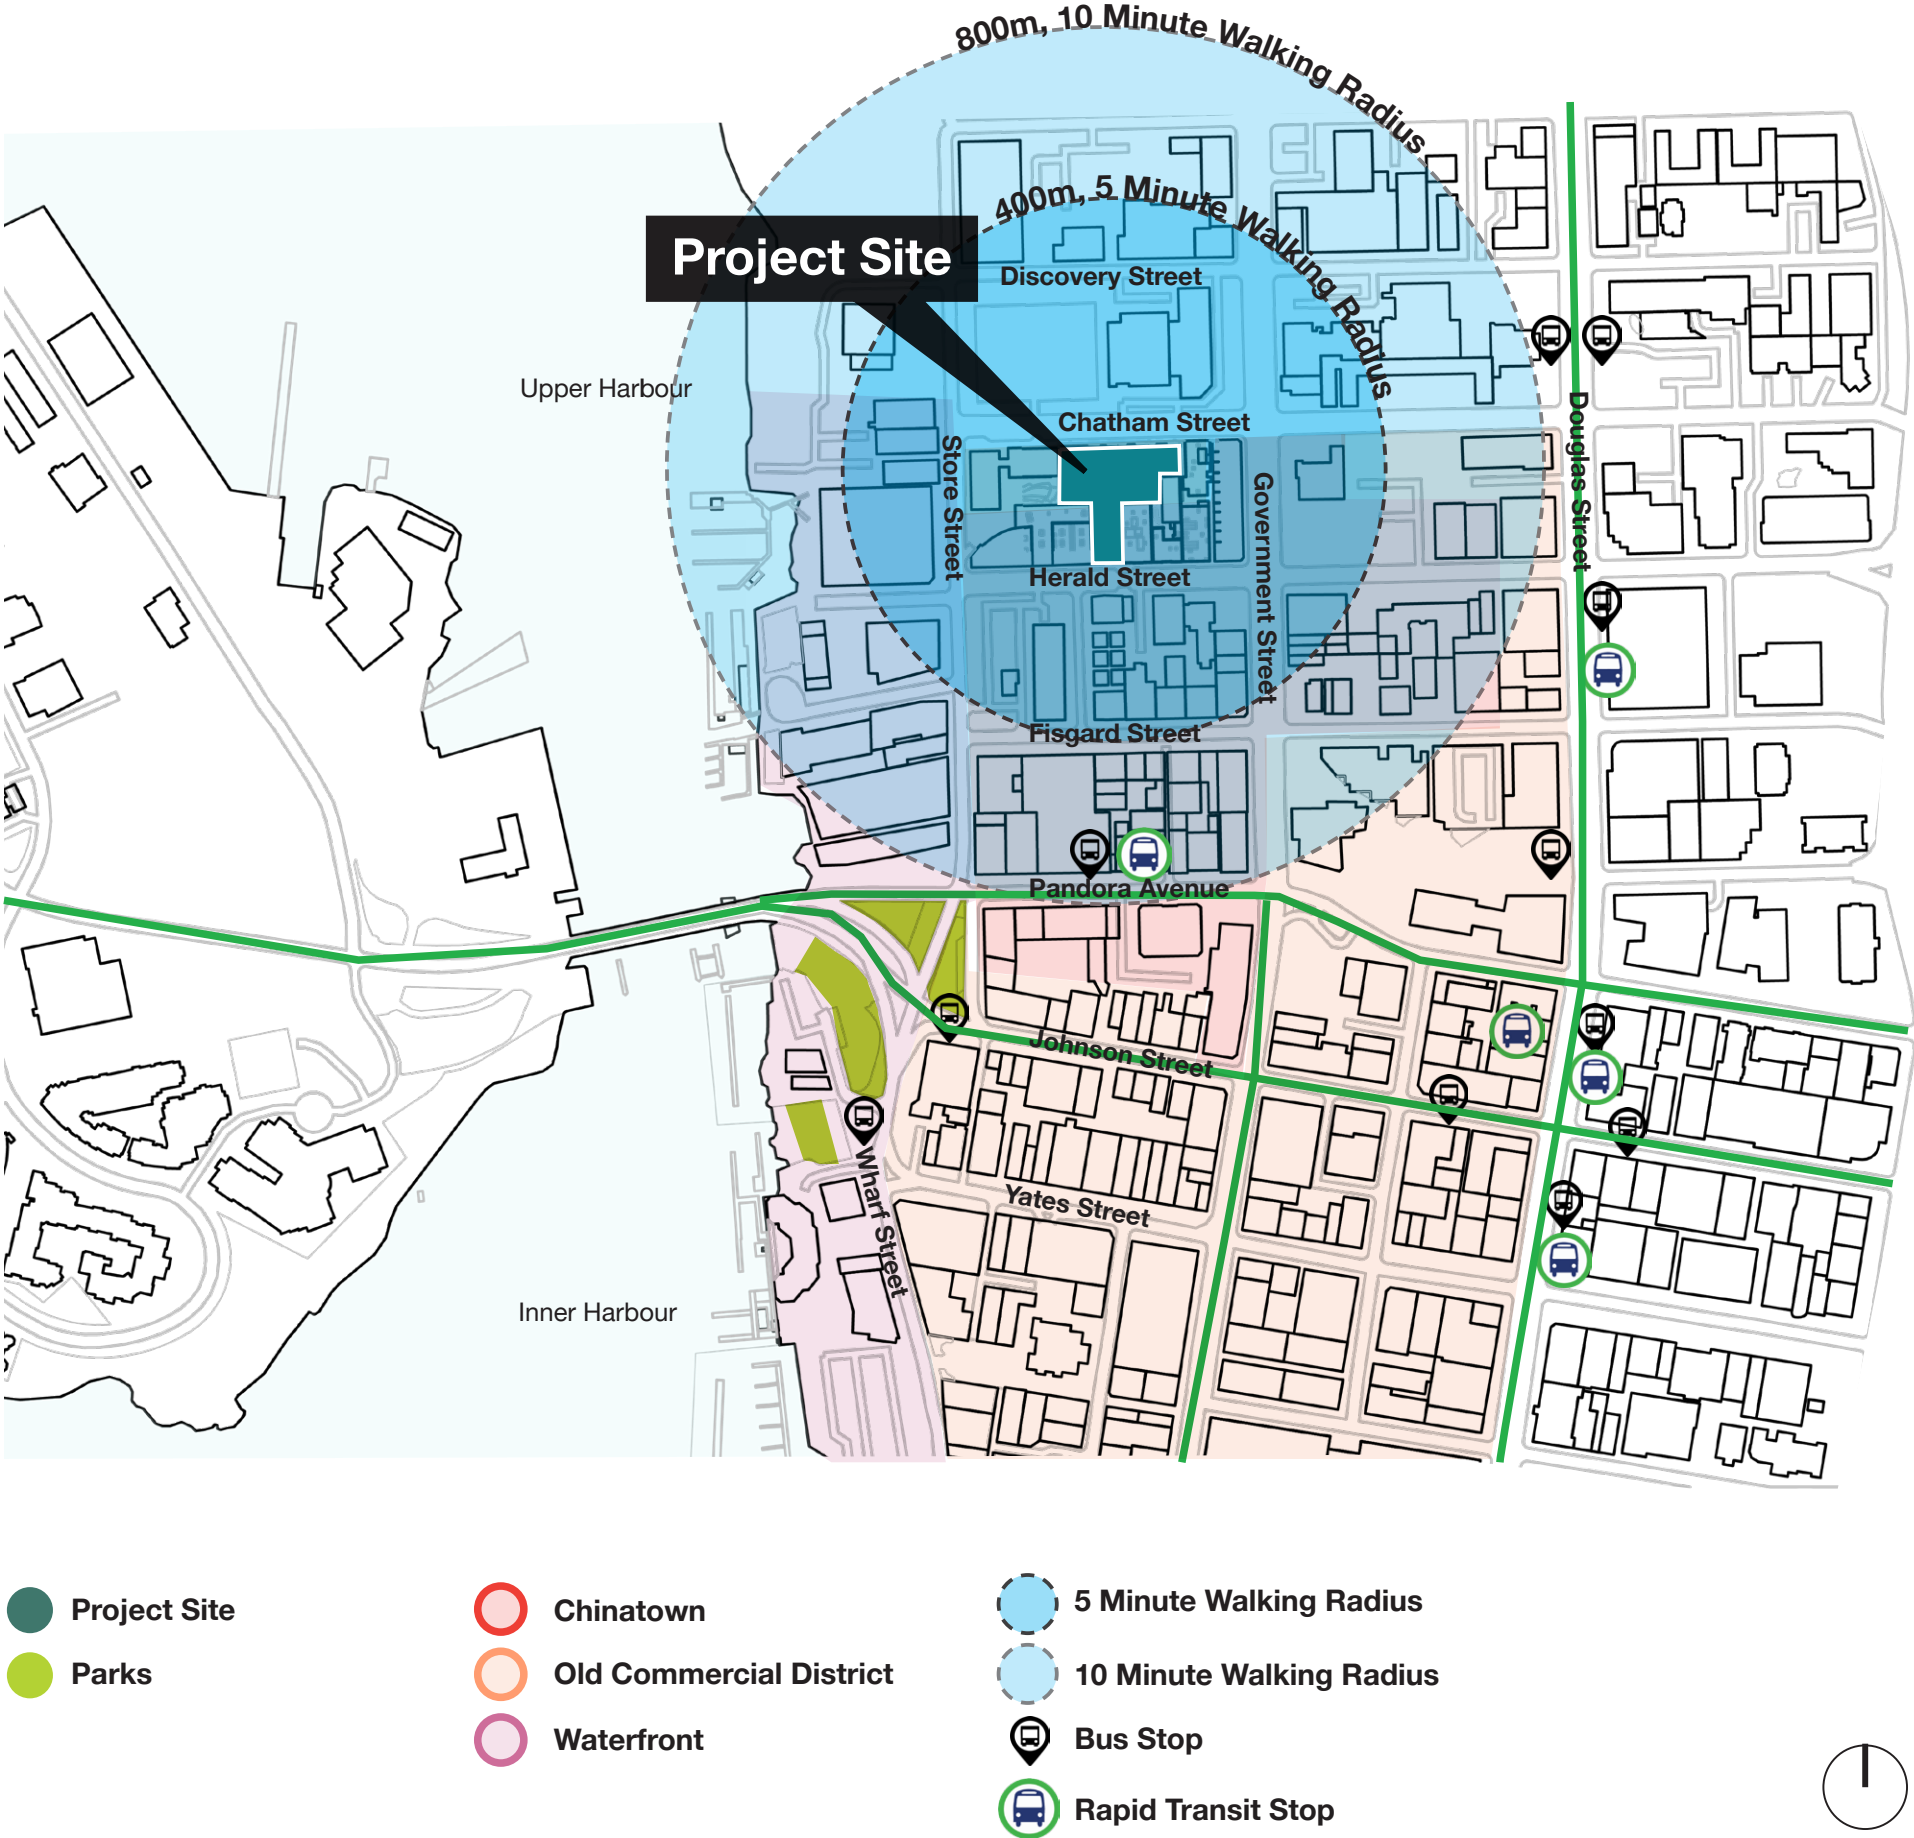 800m, 10 Minute Walking Radius
400m, 5 Minute Walking Radius
Project Site
Discovery Street
Upper Harbour
Chatham Street
Store Street
Government Street
Douglas Street
Herald Street
Fisgard Street
Pandora Avenue
Johnson Street
Wharf Street
Yates Street
Inner Harbour
Project Site
Parks
Chinatown
Old Commercial District
Waterfront
5 Minute Walking Radius
10 Minute Walking Radius
Bus Stop
Rapid Transit Stop